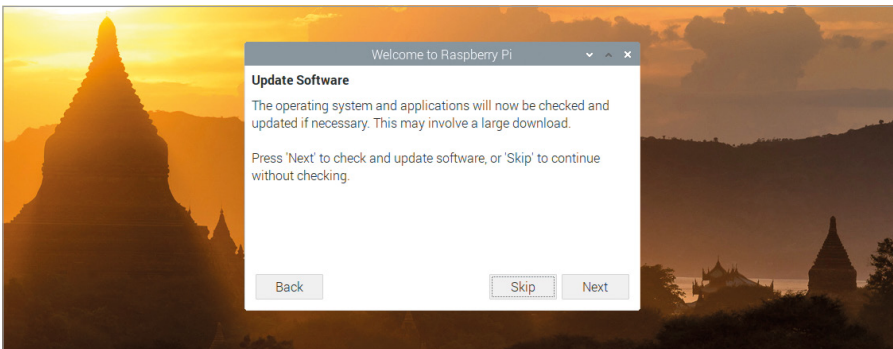 Welcome to Raspberry Pi
Update Software
The operating system and applications will now be checked and
updated if necessary. This may involve a large download.
Press 'Next' to check and update software, or 'Skip' to continue
without checking.
Back
Skip
Next